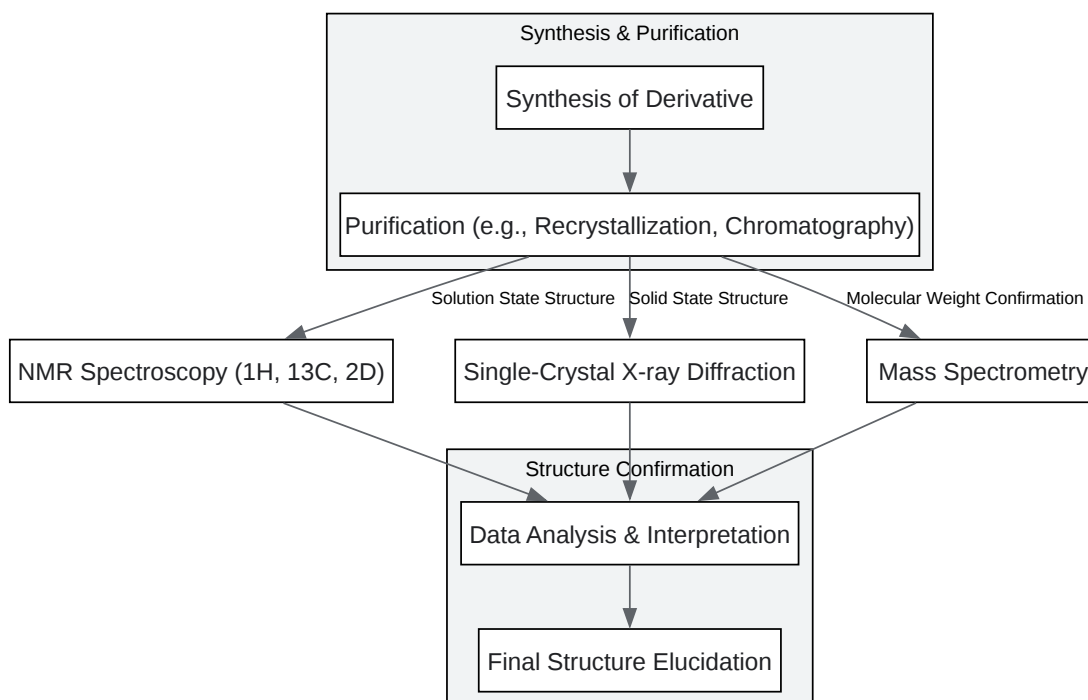 Synthesis & Purification
Synthesis of Derivative
Purification (e.g., Recrystallization, Chromatography)
Solution State Structure
Solid State Structure
Molecular Weight Confirmation
NMR Spectroscopy (1H, 13C, 2D)
Single-Crystal X-ray Diffraction
Mass Spectrometry
Structure Confirmation
Data Analysis & Interpretation
Final Structure Elucidation